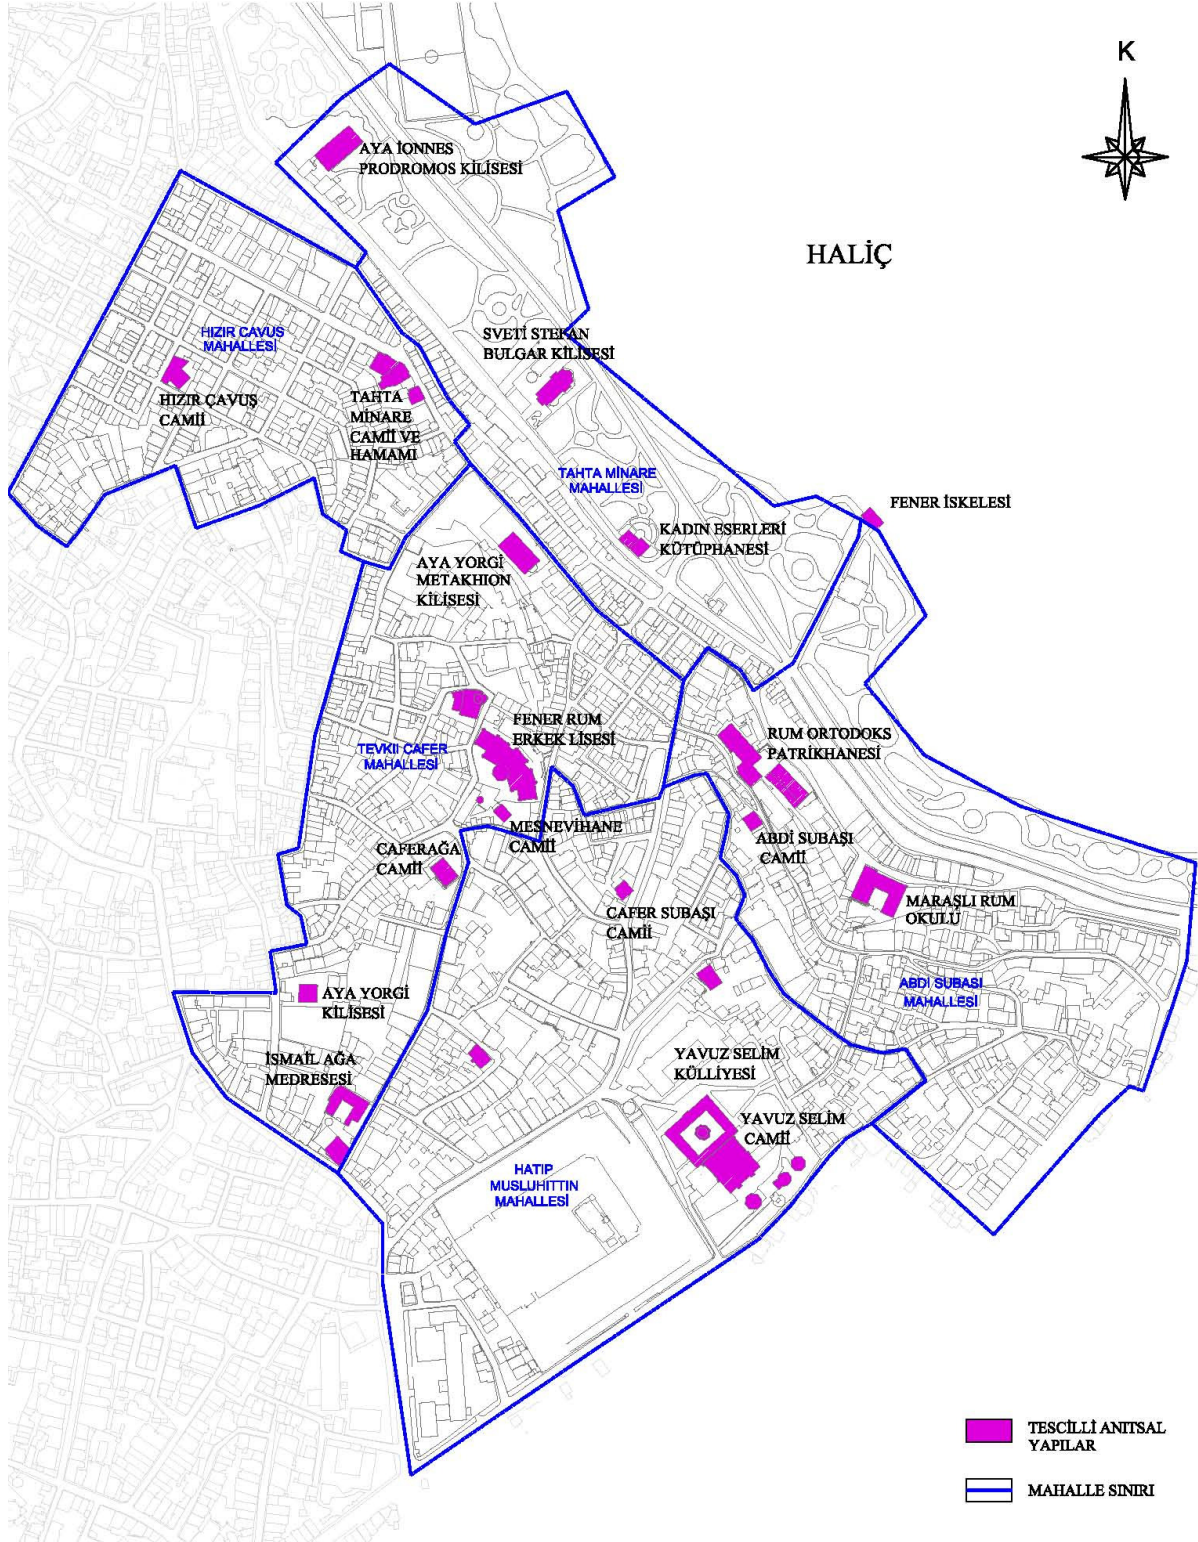 K
AYA İONNES
PRODROMOS KİLİSESİ
HALİÇ
SVETİ STEFAN
BULGAR KİLİSESİ
HIZIR ÇAVUŞ
MAHALLESİ
HIZIR ÇAVUŞ
CAMİİ
TAHTA
MİNARE
CAMİİ VE
HAMAMI
TAHTA MİNARE
MAHALLESİ
FENER İSKELESİ
KADIN ESERLERİ
KÜTÜPHANESİ
AYA YORGİ
METAKHION
KİLİSESİ
FENER RUM
ERKEK LİSESİ
TEVKII CAFER
MAHALLESİ
RUM ORTODOKS
PATRİKHANESİ
MESNEVİHANE
CAMİİ
ABDİ SUBAŞI
CAMİİ
CAFERAĞA
CAMİİ
MARAŞLI RUM
OKULU
CAFER SUBAŞI
CAMİİ
ABDI SUBASI
MAHALLESİ
AYA YORGİ
KİLİSESİ
İSMAİL AĞA
MEDRESESİ
YAVUZ SELİM
KÜLLİYESİ
YAVUZ SELİM
CAMİİ
HATIP
MUSLUHITTIN
MAHALLESİ
TESCİLLİ ANITSAL
YAPILAR
MAHALLE SINIRI